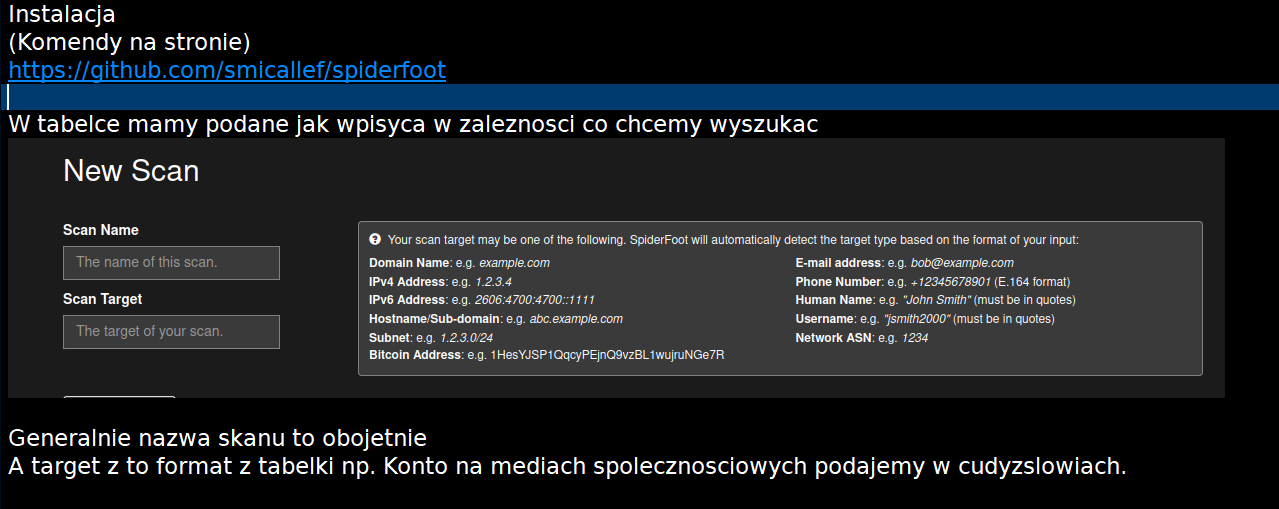 Instalacja
(Komendy na stronie)
https://github.com/smicallef/spiderfoot
W tabelce mamy podane jak wpisyca w zaleznosci co chcemy wyszukac
New Scan
Scan Name
The name of this scan.
Scan Target
The target of your scan.
Your scan target may be one of the following. SpiderFoot will automatically detect the target type based on the format of your input:
Domain Name: e.g. example.com
IPv4 Address: e.g. 1.2.3.4
IPv6 Address: e.g. 2606:4700:4700::1111
Hostname/Sub-domain: e.g. abc.example.com
Subnet: e.g. 1.2.3.0/24
Bitcoin Address: e.g. 1HesYJSP1QqcyPEjnQ9vzBL1wujruNGe7R
E-mail address: e.g. bob@example.com
Phone Number: e.g. +12345678901 (E.164 format)
Human Name: e.g. "John Smith" (must be in quotes)
Username: e.g. "jsmith2000" (must be in quotes)
Network ASN: e.g. 1234
Generalnie nazwa skanu to obojetnie
A target z to format z tabelki np. Konto na mediach spolecznosciowych podajemy w cudyzslowiach.